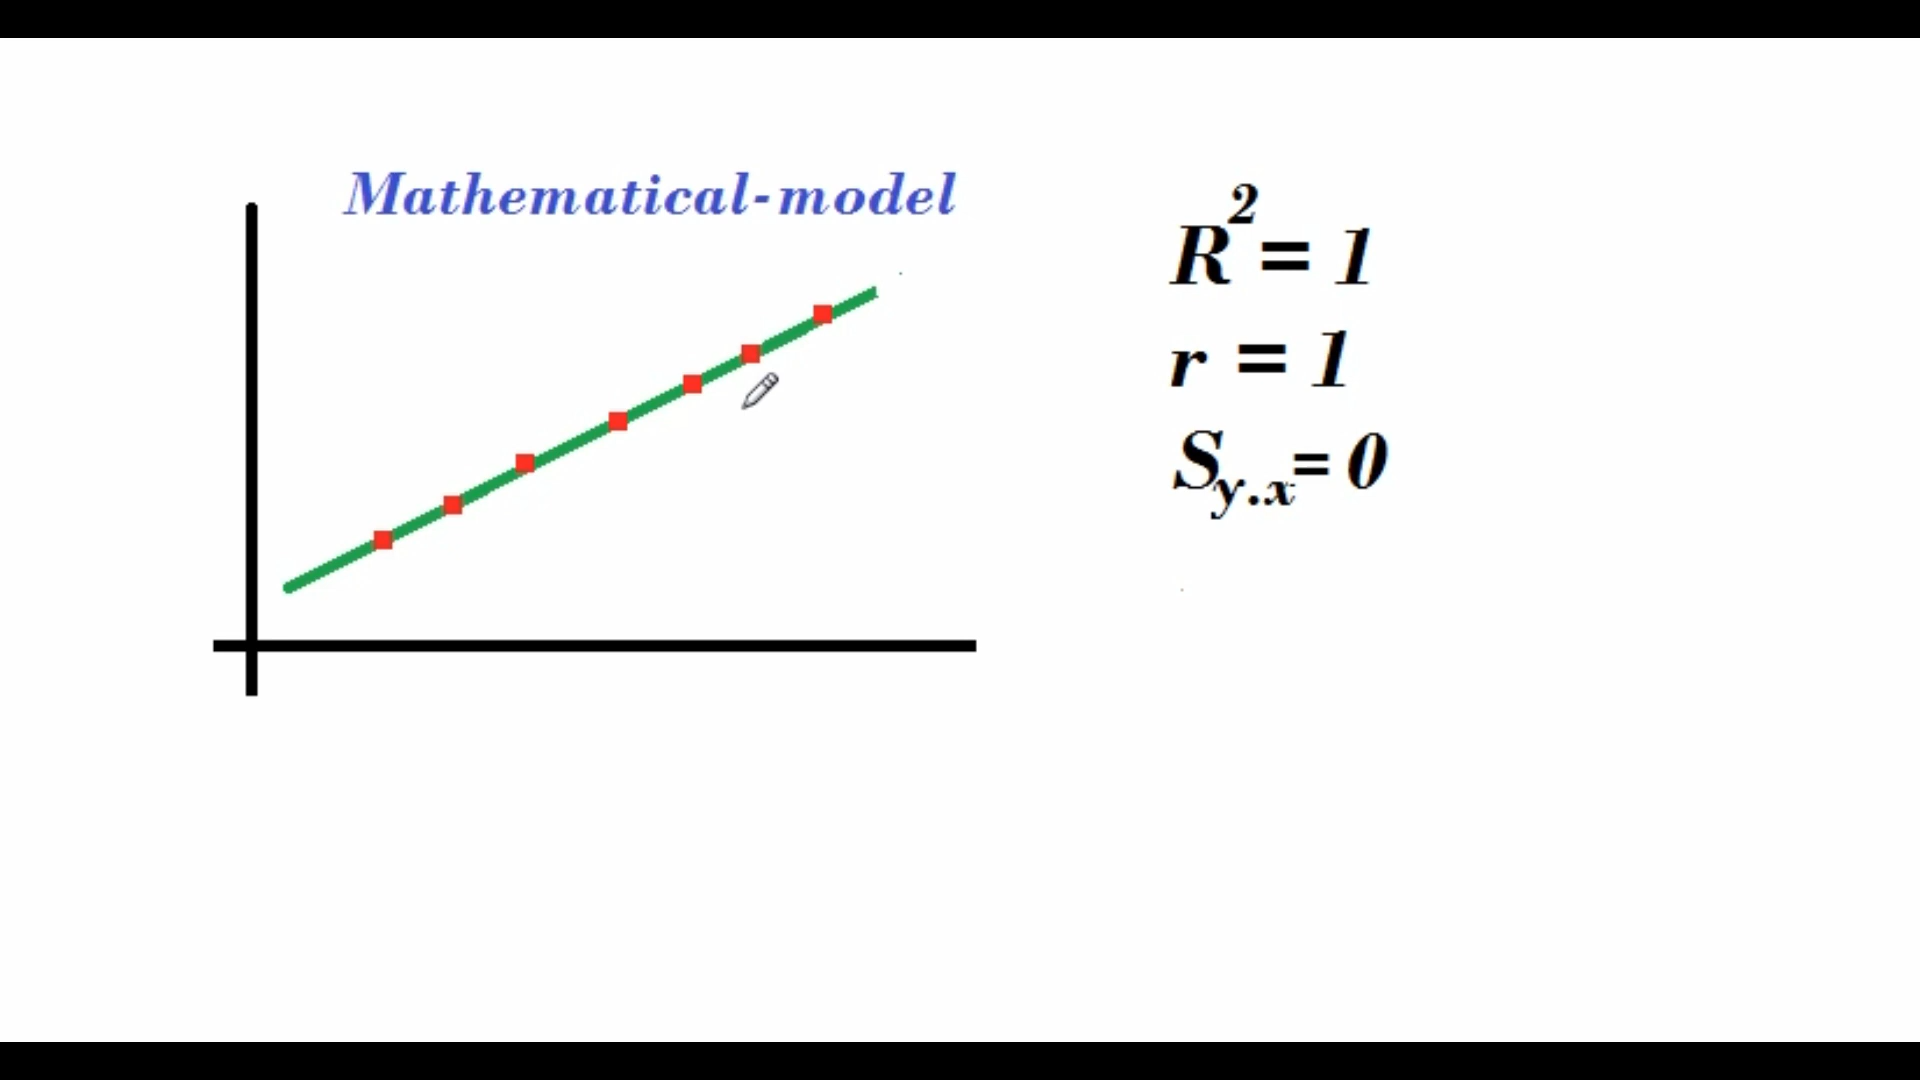 Mathematical-model
R² = 1
r = 1
Sy.x = 0